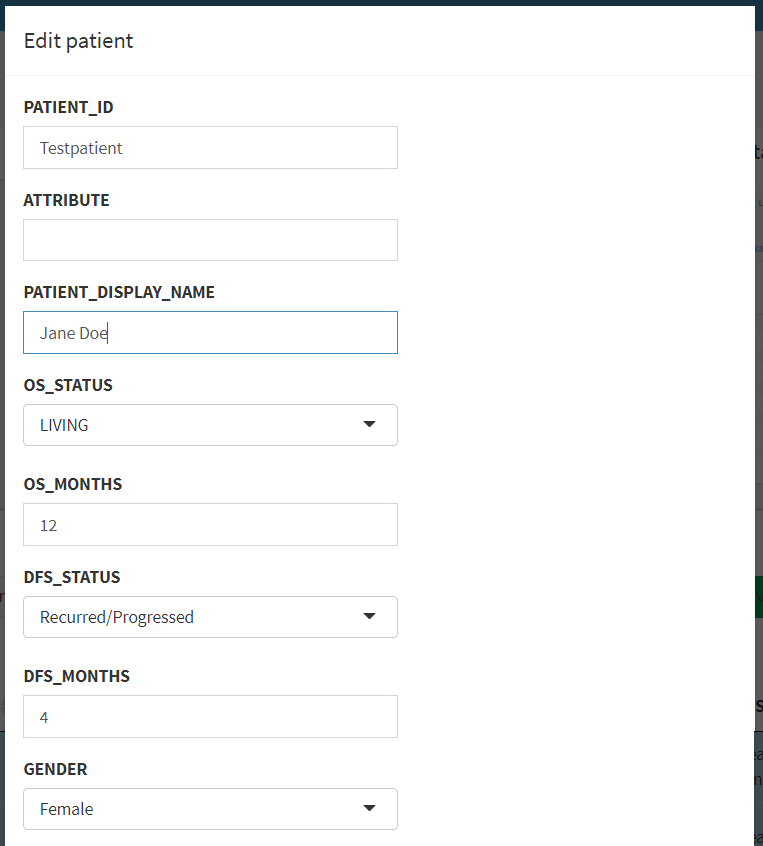 Edit patient
PATIENT_ID
Testpatient
ATTRIBUTE
PATIENT_DISPLAY_NAME
Jane Doe
OS_STATUS
LIVING
OS_MONTHS
12
DFS_STATUS
Recurred/Progressed
DFS_MONTHS
4
GENDER
Female